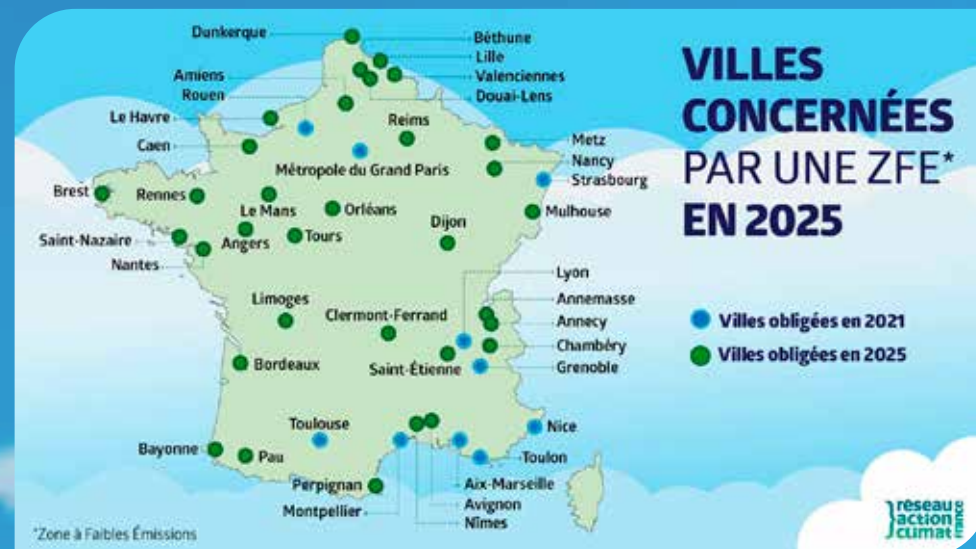 VILLES
CONCERNÉES
PAR UNE ZFE*
EN 2025
Villes obligées en 2021
Villes obligées en 2025
Dunkerque
Béthune
Lille
Valenciennes
Douai-Lens
Amiens
Rouen
Le Havre
Caen
Reims
Métropole du Grand Paris
Metz
Nancy
Strasbourg
Mulhouse
Brest
Rennes
Le Mans
Orléans
Dijon
Saint-Nazaire
Angers
Tours
Nantes
Lyon
Annemasse
Annecy
Chambéry
Grenoble
Limoges
Clermont-Ferrand
Saint-Étienne
Bordeaux
Toulouse
Nice
Toulon
Bayonne
Pau
Perpignan
Montpellier
Aix-Marseille
Avignon
Nîmes
*Zone à Faibles Émissions
réseau
action
climat
france